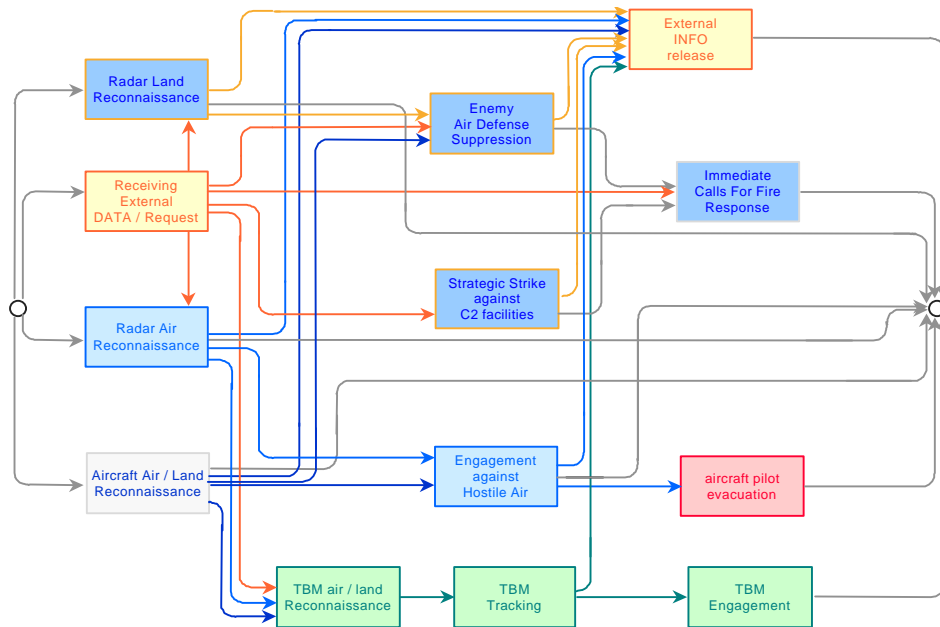 External
INFO
release
Radar Land
Reconnaissance
Enemy
Air Defense
Suppression
Receiving
External
DATA / Request
Immediate
Calls For Fire
Response
Strategic Strike
against
C2 facilities
Radar Air
Reconnaissance
Aircraft Air / Land
Reconnaissance
Engagement
against
Hostile Air
aircraft pilot
evacuation
TBM air / land
Reconnaissance
TBM
Tracking
TBM
Engagement